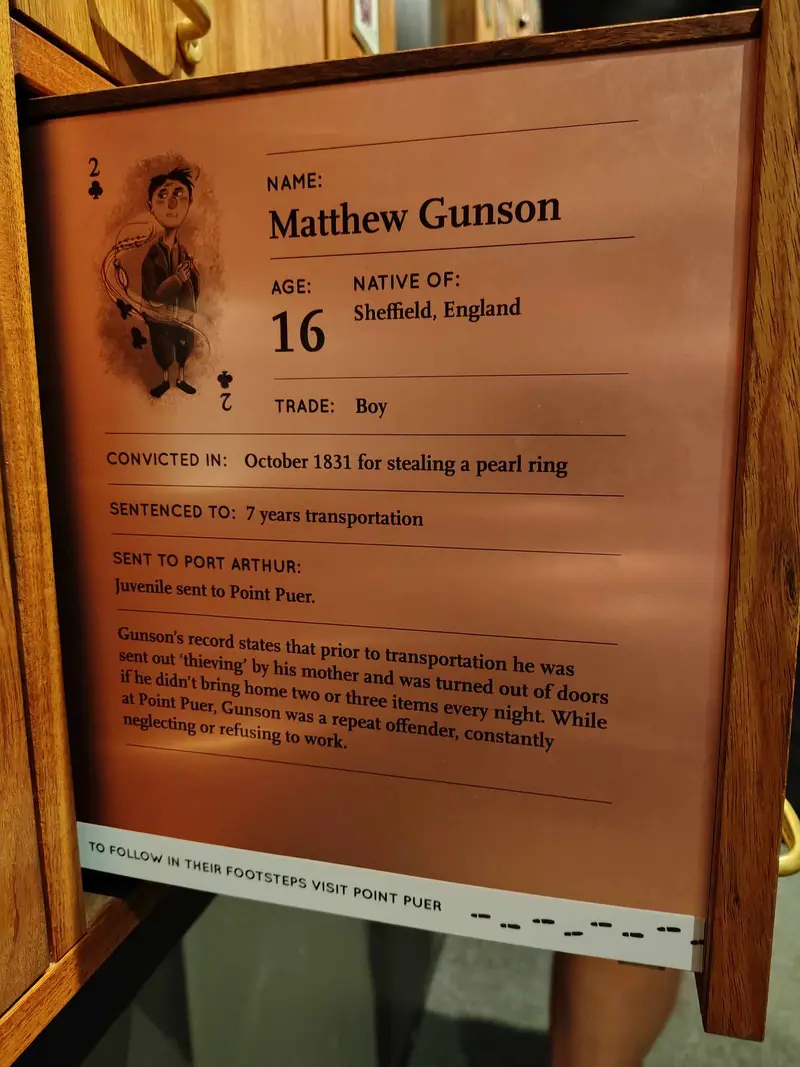 2
NAME:
Matthew Gunson
AGE:
NATIVE OF:
16
Sheffield, England
TRADE: Boy
2
CONVICTED IN: October 1831 for stealing a pearl ring
SENTENCED TO: 7 years transportation
SENT TO PORT ARTHUR:
Juvenile sent to Point Puer.
Gunson's record states that prior to transportation he was
sent out 'thieving' by his mother and was turned out of doors
if he didn't bring home two or three items every night. While
at Point Puer, Gunson was a repeat offender, constantly
neglecting or refusing to work.
TO FOLLOW IN THEIR FOOTSTEPS VISIT POINT PUER